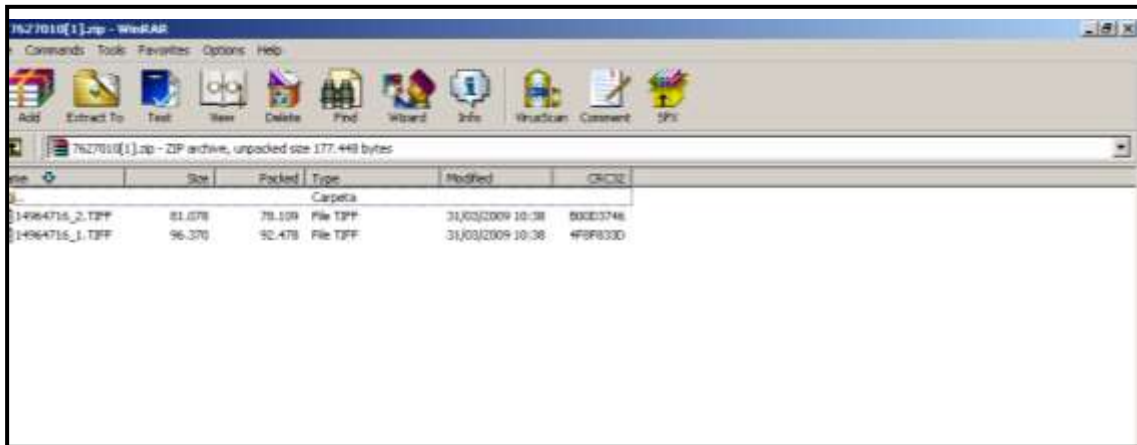 7627010[1].zip - WinRAR
Commands Tools Favorites Options Help
Add Extract To Test View Delete Find Wizard Info VirusScan Comment SFX
7627010[1].zip - ZIP archive, unpacked size 177.448 bytes
Size Packed Type Modified CRC32
Carpeta
14964716_2.TIFF 81.078 78.109 File TIFF 31/03/2009 10:38
14964716_1.TIFF 96.370 92.478 File TIFF 31/03/2009 10:38